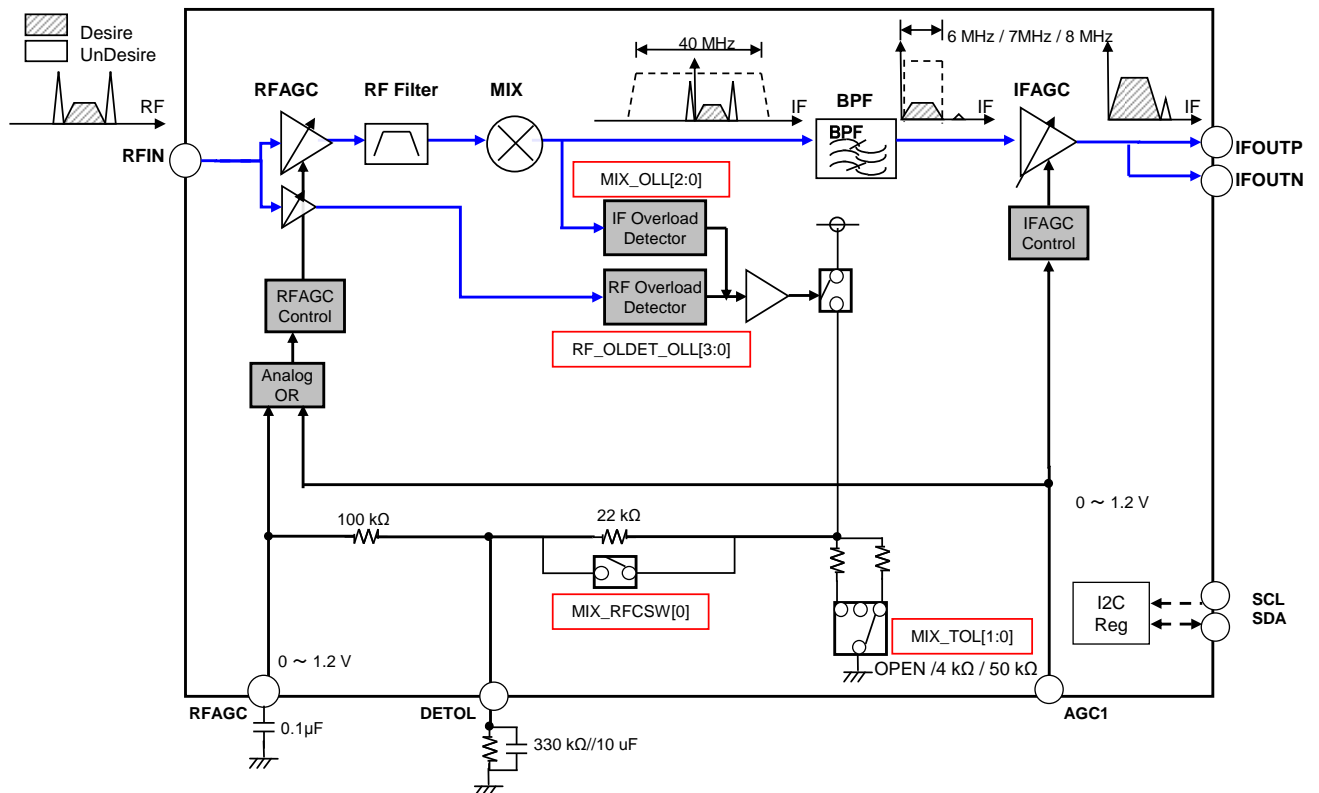 Desire
UnDesire
RF
RFIN
RFAGC
RF Filter
MIX
40 MHz
IF
BPF
BPF
6 MHz / 7MHz / 8 MHz
IF
IFAGC
IF
IFOUTP
IFOUTN
MIX_OLL[2:0]
IF Overload
Detector
IFAGC
Control
RF Overload
Detector
RF_OLDET_OLL[3:0]
RFAGC
Control
Analog
OR
0 ~ 1.2 V
100 kΩ
22 kΩ
MIX_RFCSW[0]
MIX_TOL[1:0]
OPEN /4 kΩ / 50 kΩ
I2C
Reg
SCL
SDA
0 ~ 1.2 V
RFAGC
DETOL
AGC1
0.1µF
330 kΩ//10 uF